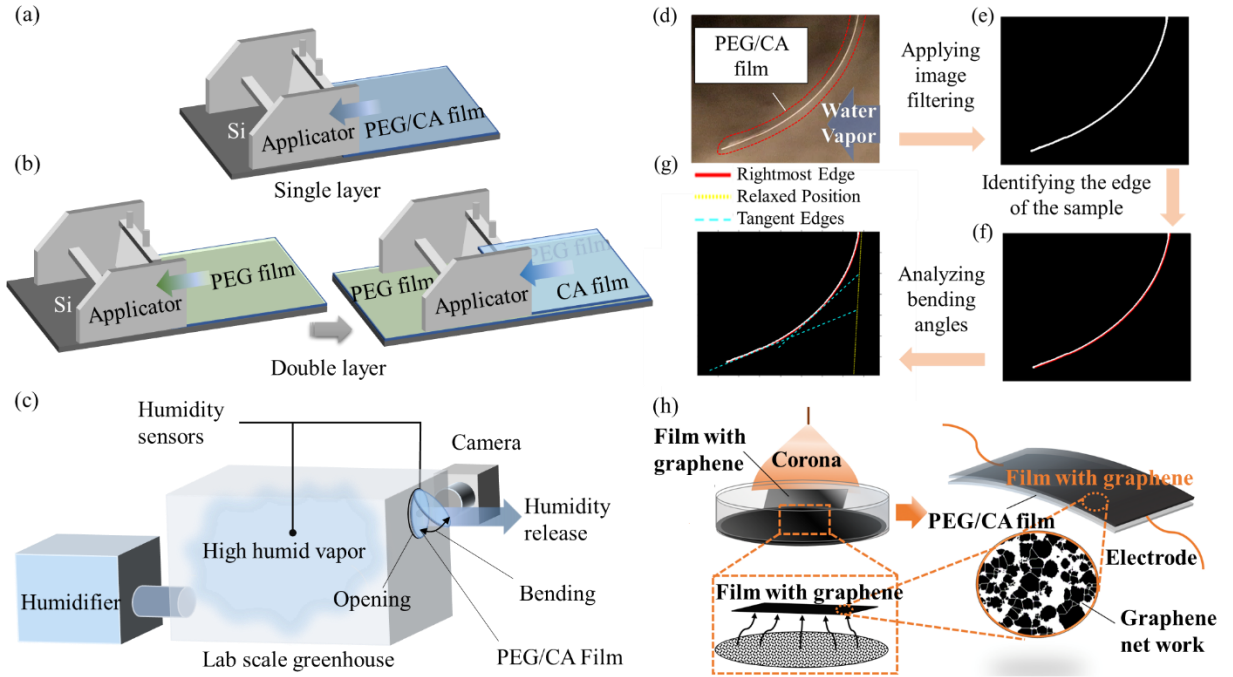 (a)
Si
Applicator
PEG/CA film
Single layer
(b)
Si
Applicator
PEG film
PEG film
PEG film
Applicator
CA film
Double layer
(c)
Humidity
sensors
Camera
Humidity
release
High humid vapor
Humidifier
Opening
Bending
Lab scale greenhouse
PEG/CA Film
(d)
PEG/CA
film
Water
Vapor
Applying
image
filtering
(e)
Identifying the edge
of the sample
(f)
Analyzing
bending
angles
(g)
Rightmost Edge
Relaxed Position
Tangent Edges
(h)
Film with
graphene
Corona
Film with graphene
PEG/CA film
Electrode
Film with graphene
Graphene
net work